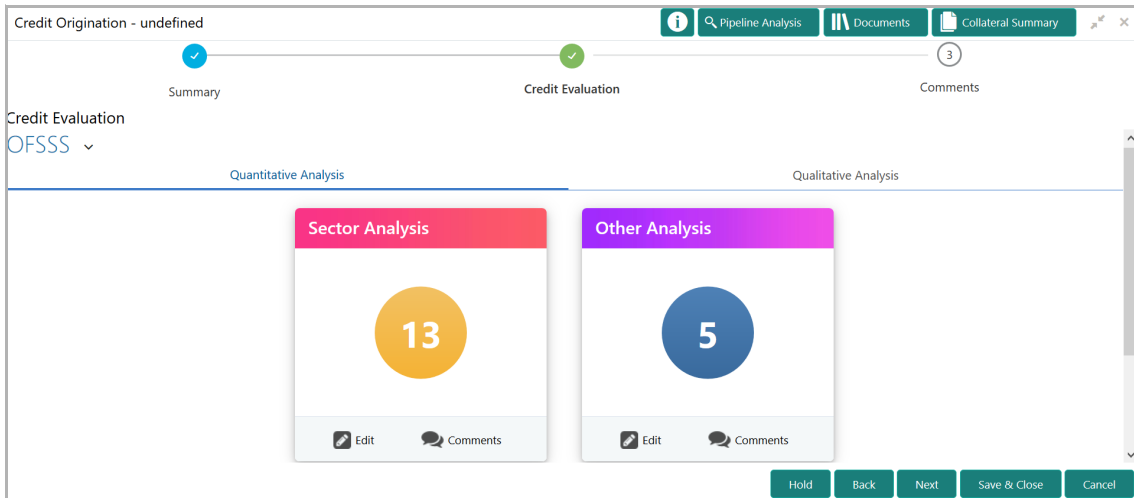 Credit Origination - undefined
i Pipeline Analysis Documents Collateral Summary
3
Summary Credit Evaluation Comments
Credit Evaluation
OFSSS
Quantitative Analysis Qualitative Analysis
Sector Analysis Other Analysis
13 5
Edit Comments Edit Comments
Hold Back Next Save & Close Cancel